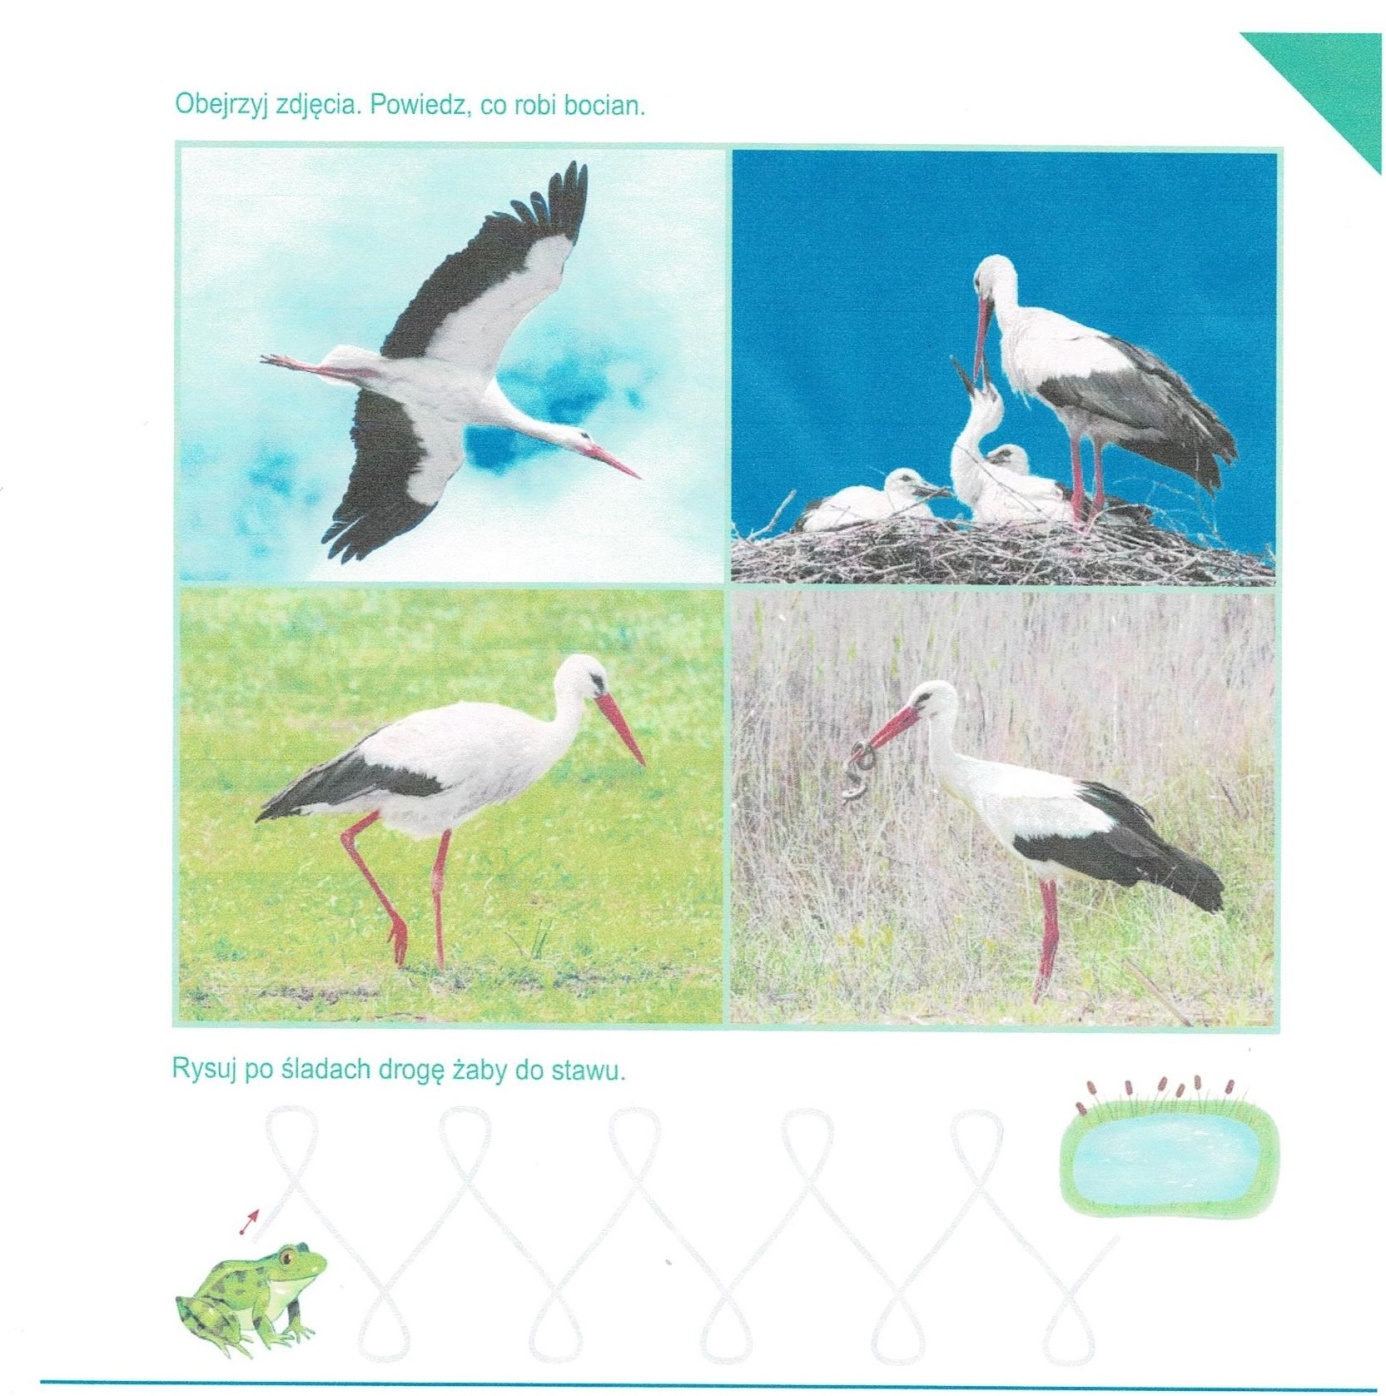 Obejrzyj zdjęcia. Powiedz, co robi bocian.
Rysuj po śladach drogę żaby do stawu.